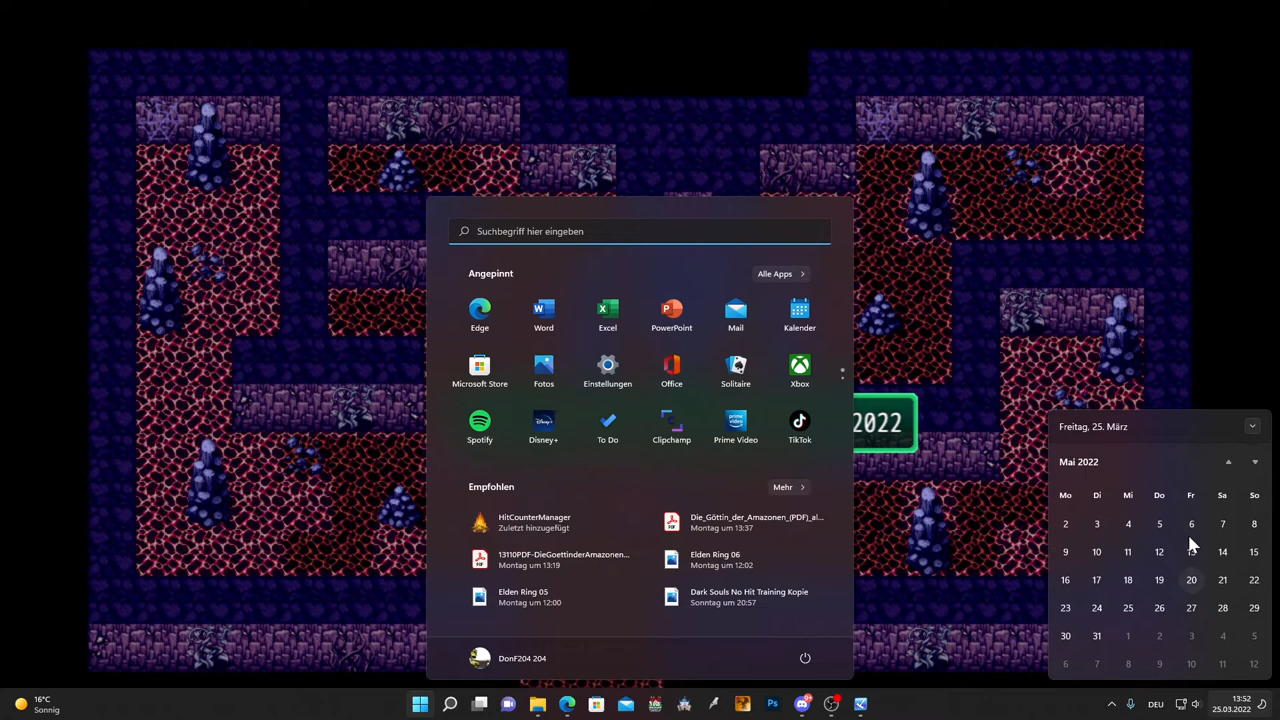 Suchbegriff hier eingeben
Angepinnt
Alle Apps
Edge
Word
Excel
PowerPoint
Mail
Kalender
Microsoft Store
Fotos
Einstellungen
Office
Solitaire
Xbox
Spotify
Disney+
To Do
Clipchamp
Prime Video
TikTok
Empfohlen
Mehr
HitCounterManager
Zuletzt hinzugefügt
Die_Göttin_der_Amazonen_(PDF)_al...
Montag um 13:37
13110PDF-DieGoettinderAmazonen...
Montag um 13:19
Elden Ring 06
Montag um 12:02
Elden Ring 05
Montag um 12:00
Dark Souls No Hit Training Kopie
Sonntag um 20:57
DonF204 204
2022
Freitag, 25. März
Mai 2022
Mo Di Mi Do Fr Sa So
2 3 4 5 6 7 8
9 10 11 12 13 14 15
16 17 18 19 20 21 22
23 24 25 26 27 28 29
30 31 1 2 3 4 5
6 7 8 9 10 11 12
16°C
Sonnig
DEU
13:52
25.03.2022